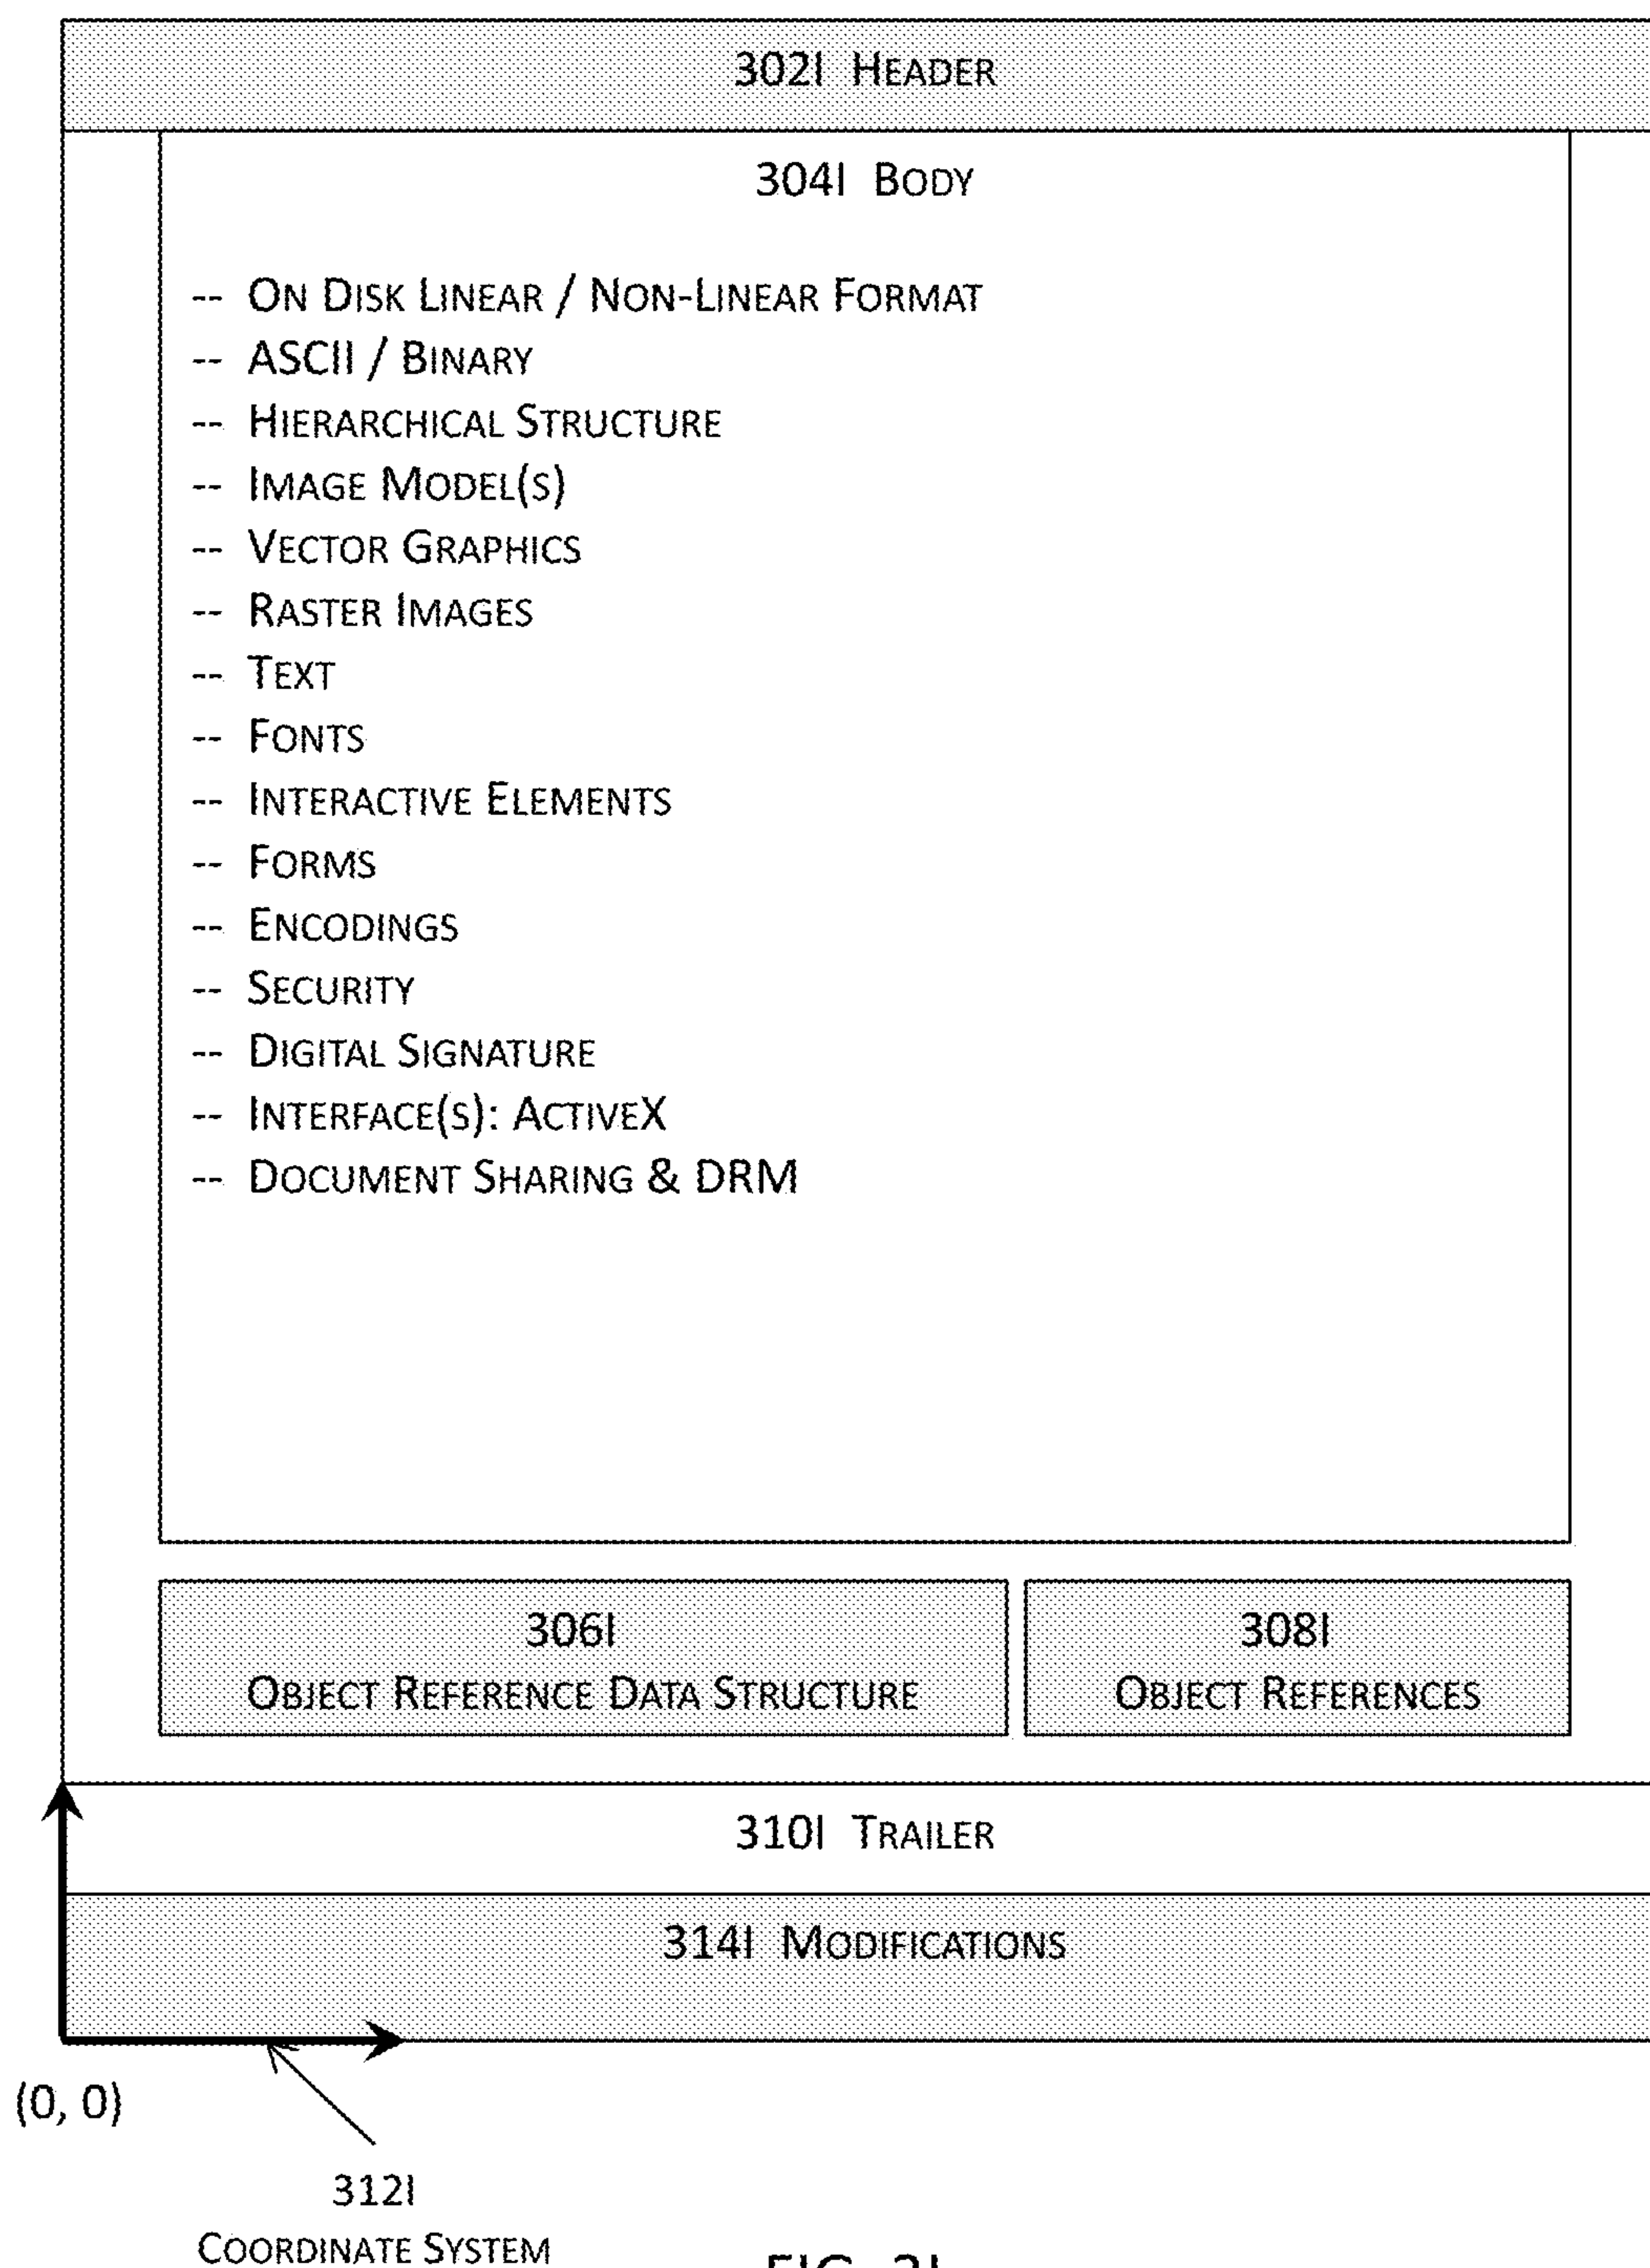 302I HEADER
304I BODY
-- ON DISK LINEAR / NON-LINEAR FORMAT
-- ASCII / BINARY
-- HIERARCHICAL STRUCTURE
-- IMAGE MODEL(S)
-- VECTOR GRAPHICS
-- RASTER IMAGES
-- TEXT
-- FONTS
-- INTERACTIVE ELEMENTS
-- FORMS
-- ENCODINGS
-- SECURITY
-- DIGITAL SIGNATURE
-- INTERFACE(S): ACTIVEX
-- DOCUMENT SHARING & DRM
306I
OBJECT REFERENCE DATA STRUCTURE
308I
OBJECT REFERENCES
310I TRAILER
314I MODIFICATIONS
(0, 0)
312I
COORDINATE SYSTEM